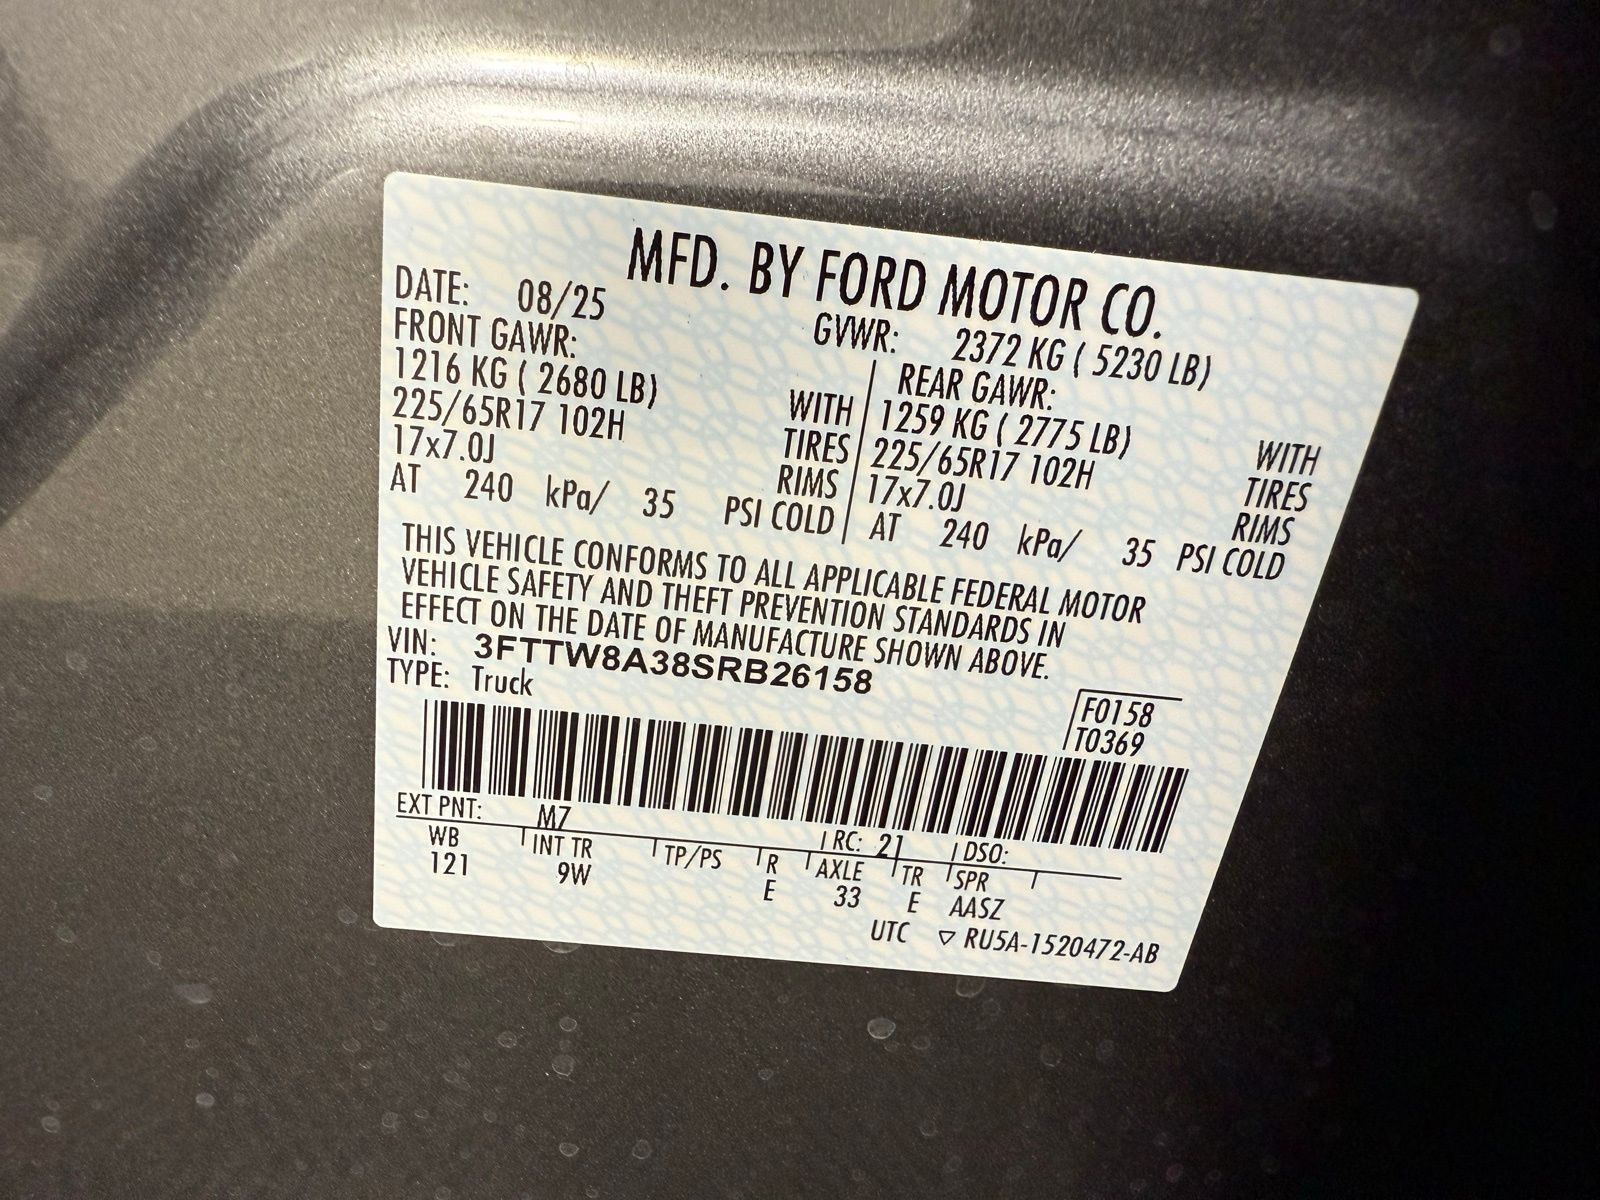 MFD. BY FORD MOTOR CO.
DATE: 08/25 GVWR: 2372 KG ( 5230 LB)
FRONT GAWR: REAR GAWR:
1216 KG ( 2680 LB) WITH 1259 KG ( 2775 LB) WITH
225/65R17 102H TIRES 225/65R17 102H TIRES
17x7.0J RIMS 17x7.0J RIMS
AT 240 kPa/ 35 PSI COLD AT 240 kPa/ 35 PSI COLD
THIS VEHICLE CONFORMS TO ALL APPLICABLE FEDERAL MOTOR
VEHICLE SAFETY AND THEFT PREVENTION STANDARDS IN
EFFECT ON THE DATE OF MANUFACTURE SHOWN ABOVE.
VIN: 3FTTW8A38SRB26158
TYPE: Truck
F0158
T0369
EXT PNT: M7 RC: 21 DSO:
WB INT TR TP/PS R AXLE TR SPR
121 9W E 33 E AASZ
UTC ▽ RU5A-1520472-AB